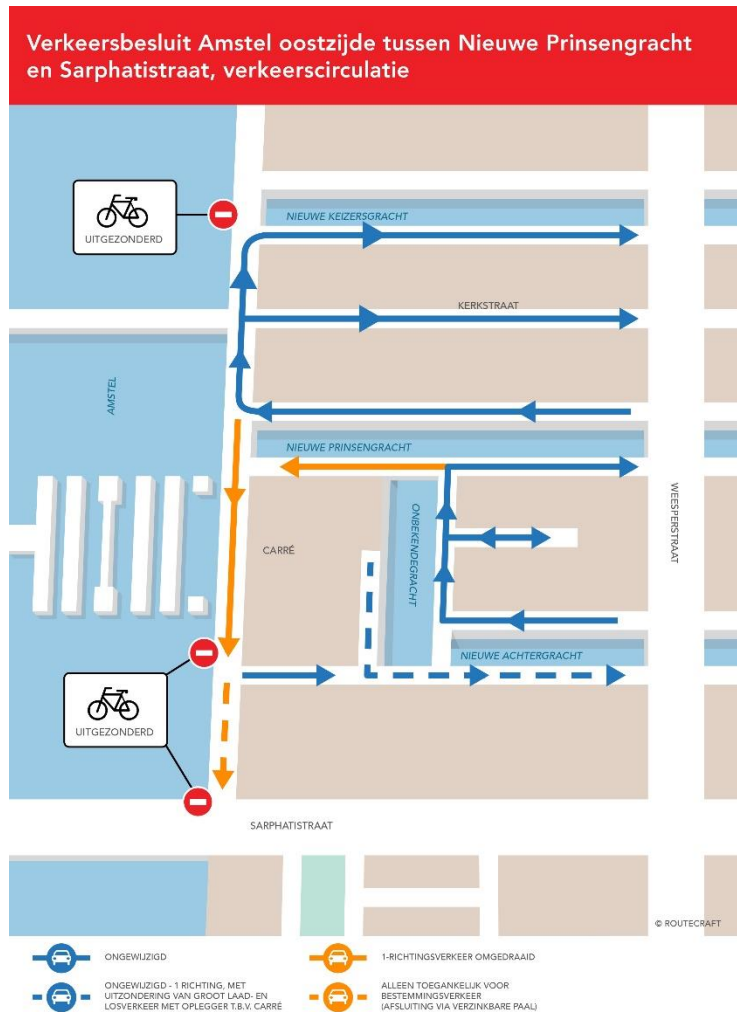 Verkeersbesluit Amstel oostzijde tussen Nieuwe Prinsengracht
en Sarphatistraat, verkeerscirculatie
UITGEZONDERD
NIEUWE KEIZERSGRACHT
KERKSTRAAT
AMSTEL
NIEUWE PRINSENGRACHT
WEESPERSTRAAT
ONBEKENDEGRACHT
CARRÉ
NIEUWE ACHTERGRACHT
UITGEZONDERD
SARPHATISTRAAT
© ROUTECRAFT
ONGEWIJZIGD
1-RICHTINGSVERKEER OMGEDRAAID
ONGEWIJZIGD - 1 RICHTING, MET
UITZONDERING VAN GROOT LAAD- EN
LOSVERKEER MET OPLEGGER T.B.V. CARRÉ
ALLEEN TOEGANKELIJK VOOR
BESTEMMINGSVERKEER
(AFSLUITING VIA VERZINKBARE PAAL)